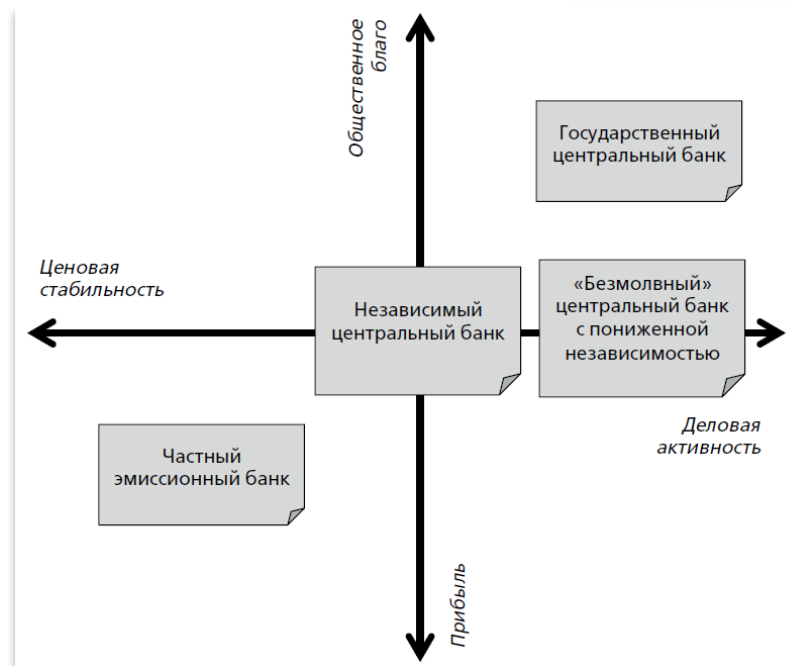 Общественное
благо
Государственный
центральный банк
Ценовая
стабильность
Независимый
центральный банк
«Безмолвный»
центральный банк
с пониженной
независимостью
Деловая
активность
Частный
эмиссионный банк
Прибыль